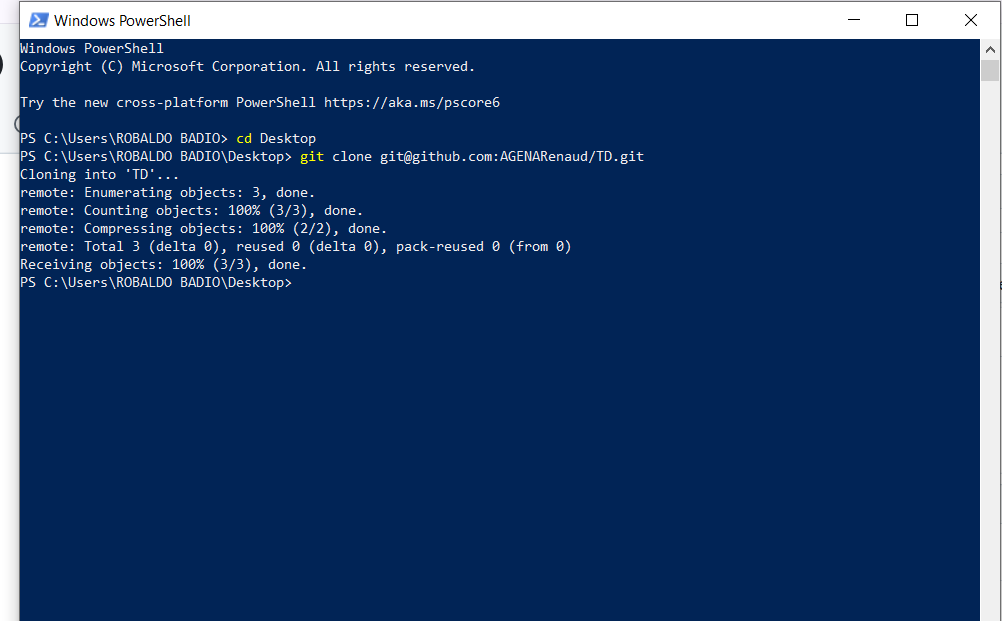 Windows PowerShell
Windows PowerShell
Copyright (C) Microsoft Corporation. All rights reserved.
Try the new cross-platform PowerShell https://aka.ms/pscore6
PS C:\Users\ROBALDO BADIO> cd Desktop
PS C:\Users\ROBALDO BADIO\Desktop> git clone git@github.com:AGENARenaud/TD.git
Cloning into 'TD'...
remote: Enumerating objects: 3, done.
remote: Counting objects: 100% (3/3), done.
remote: Compressing objects: 100% (2/2), done.
remote: Total 3 (delta 0), reused 0 (delta 0), pack-reused 0 (from 0)
Receiving objects: 100% (3/3), done.
PS C:\Users\ROBALDO BADIO\Desktop>